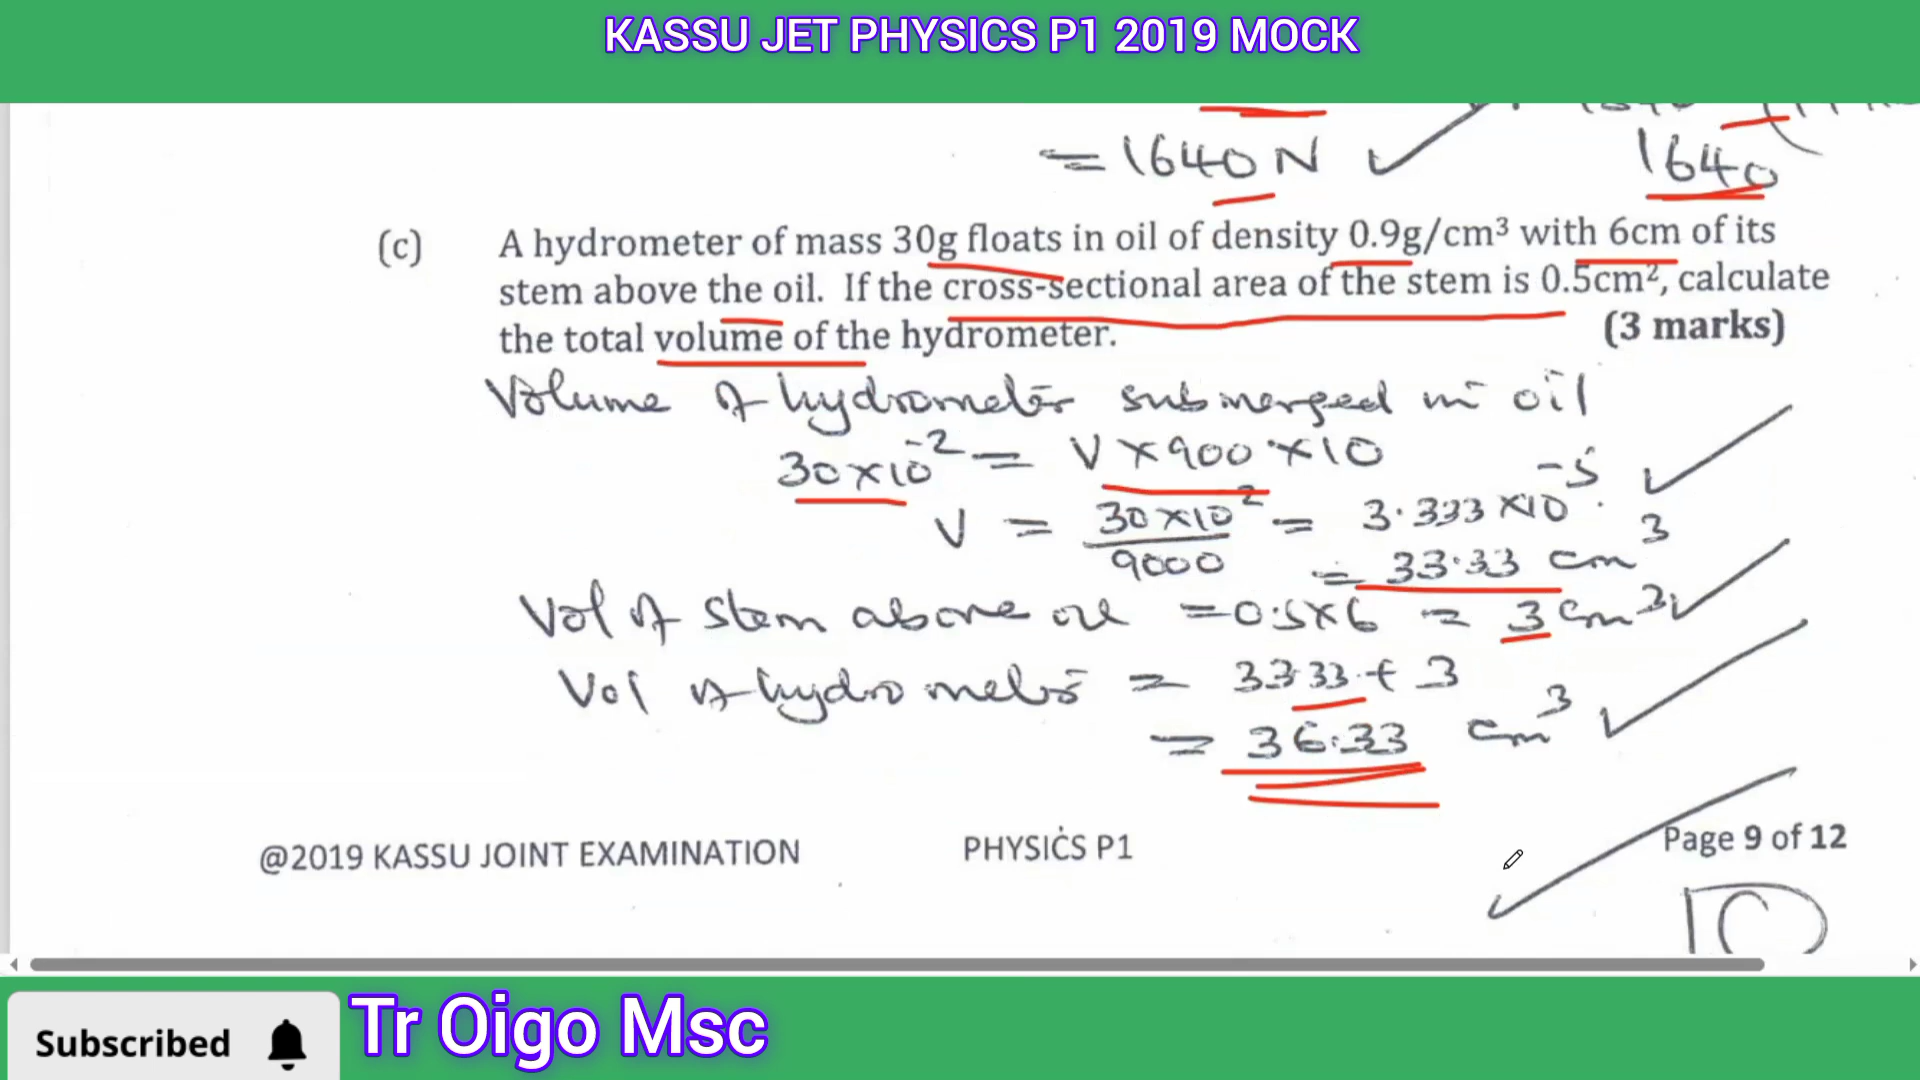 KASSU JET PHYSICS P1 2019 MOCK
= 1640 N
1640
(c) A hydrometer of mass 30g floats in oil of density 0.9g/cm³ with 6cm of its
stem above the oil. If the cross-sectional area of the stem is 0.5cm², calculate
the total volume of the hydrometer. (3 marks)
Volume of hydrometer submerged in oil
30×10⁻² = V × 900 × 10
V = 30×10⁻² / 9000 = 3.333 ×10⁻⁵
= 33.33 cm³
Vol of stem above oil = 0.5×6 = 3 cm³
Vol of hydrometer = 33.33 + 3
= 36.33 cm³
@2019 KASSU JOINT EXAMINATION PHYSICS P1 Page 9 of 12
Subscribed
Tr Oigo Msc